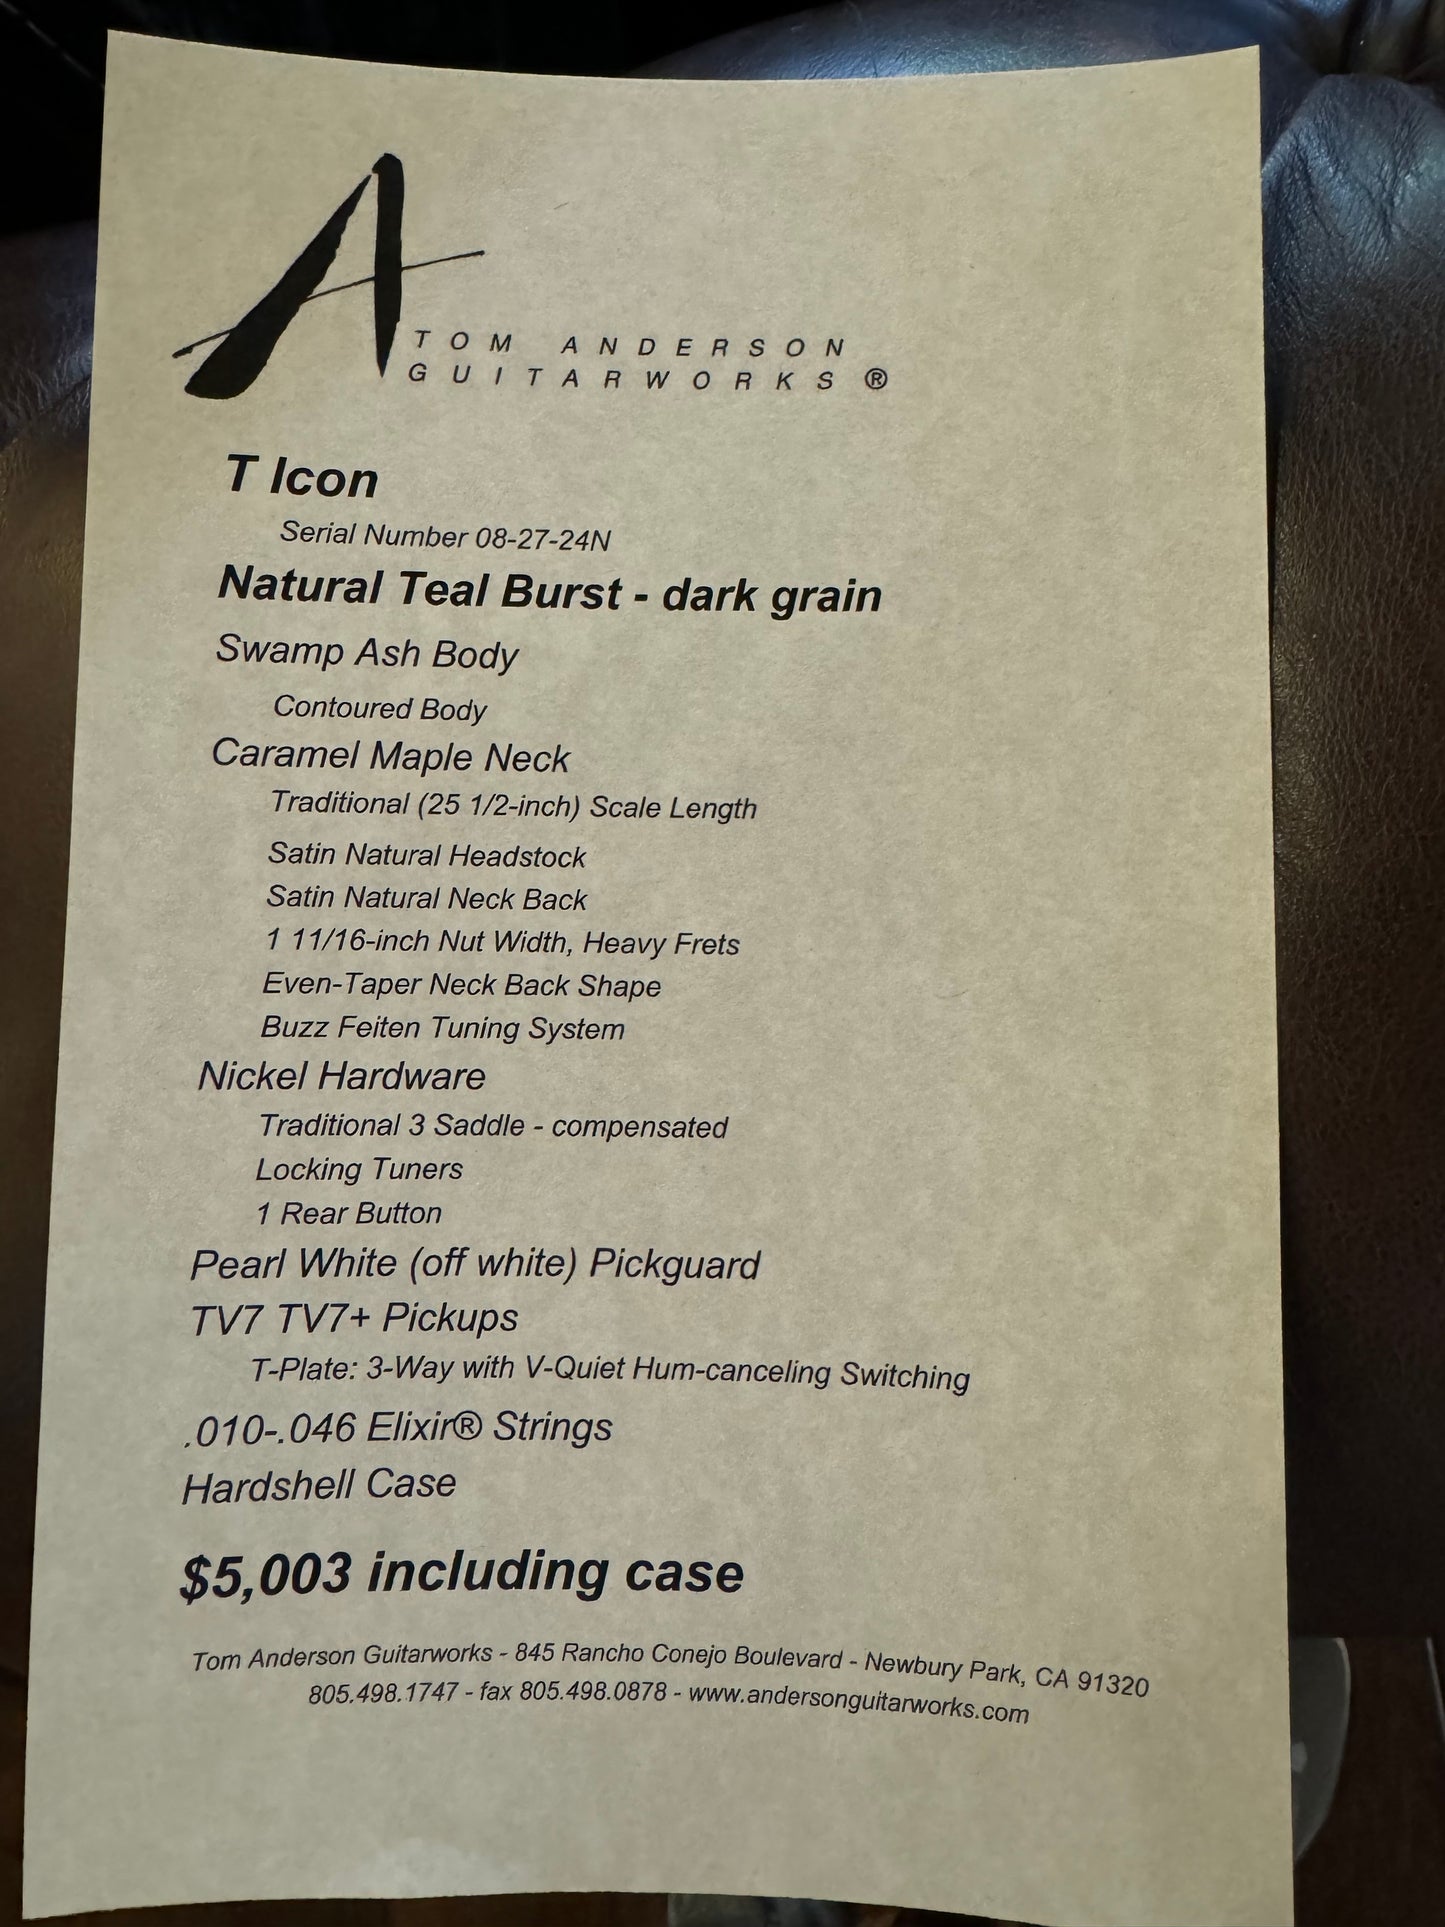 TOM ANDERSON
GUITARWORKS ®
T Icon
Serial Number 08-27-24N
Natural Teal Burst - dark grain
Swamp Ash Body
Contoured Body
Caramel Maple Neck
Traditional (25 1/2-inch) Scale Length
Satin Natural Headstock
Satin Natural Neck Back
1 11/16-inch Nut Width, Heavy Frets
Even-Taper Neck Back Shape
Buzz Feiten Tuning System
Nickel Hardware
Traditional 3 Saddle - compensated
Locking Tuners
1 Rear Button
Pearl White (off white) Pickguard
TV7 TV7+ Pickups
T-Plate: 3-Way with V-Quiet Hum-canceling Switching
.010-.046 Elixir® Strings
Hardshell Case
$5,003 including case
Tom Anderson Guitarworks - 845 Rancho Conejo Boulevard - Newbury Park, CA 91320
805.498.1747 - fax 805.498.0878 - www.andersonguitarworks.com